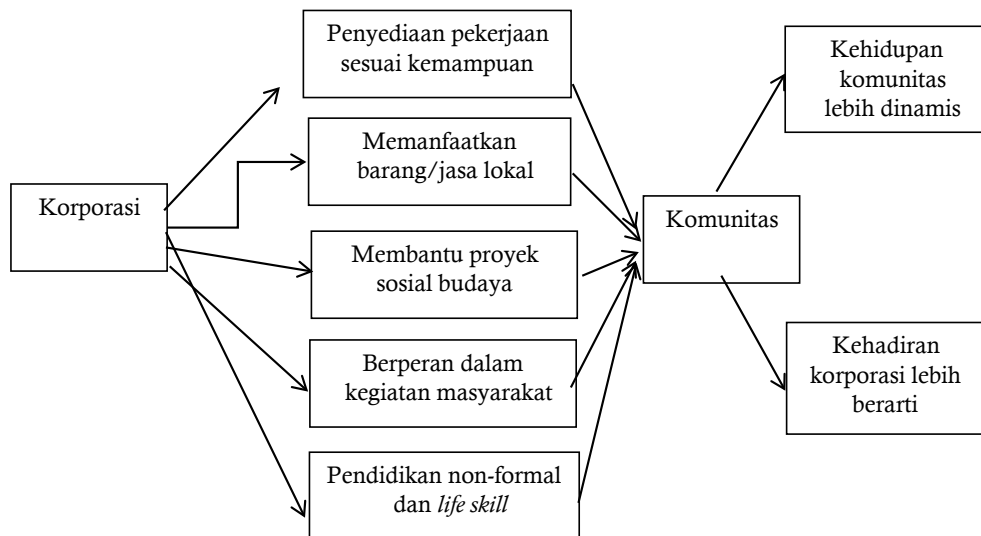 Korporasi
Penyediaan pekerjaan
sesuai kemampuan
Memanfaatkan
barang/jasa lokal
Membantu proyek
sosial budaya
Berperan dalam
kegiatan masyarakat
Pendidikan non-formal
dan life skill
Komunitas
Kehidupan
komunitas
lebih dinamis
Kehadiran
korporasi lebih
berarti